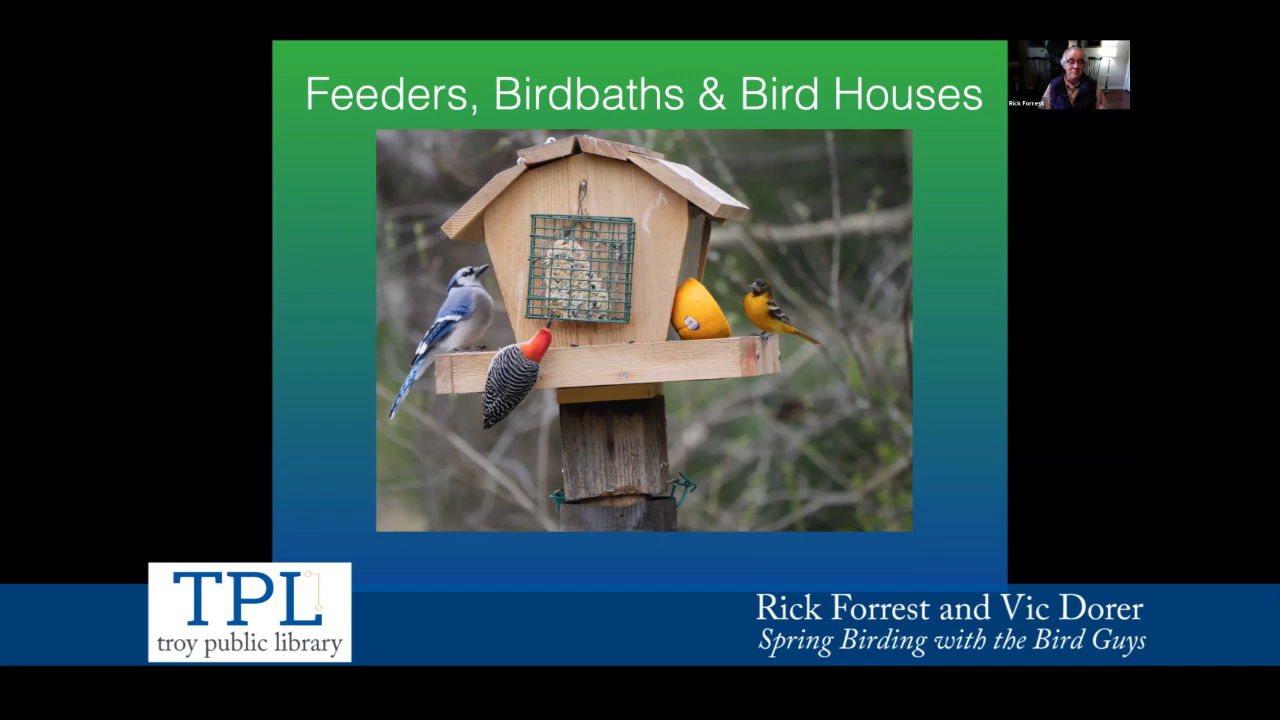 Feeders, Birdbaths & Bird Houses
Rick Forrest
TPL
troy public library
Rick Forrest and Vic Dorer
Spring Birding with the Bird Guys